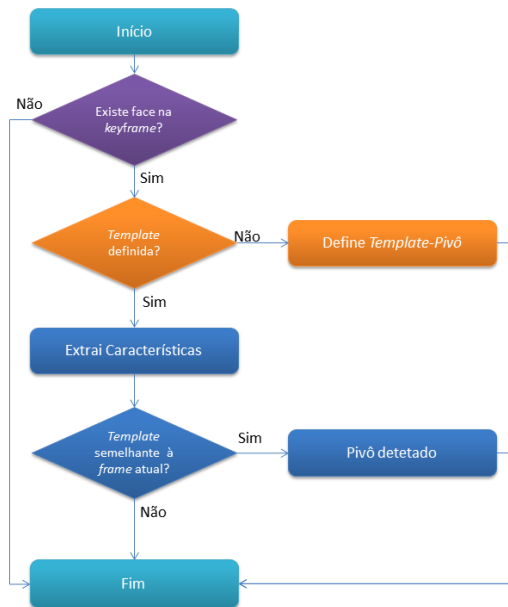 Início
Não
Existe face na
keyframe?
Sim
Template
definida?
Não
Define Template-Pivô
Sim
Extrai Características
Template
semelhante à
frame atual?
Sim
Pivô detetado
Não
Fim